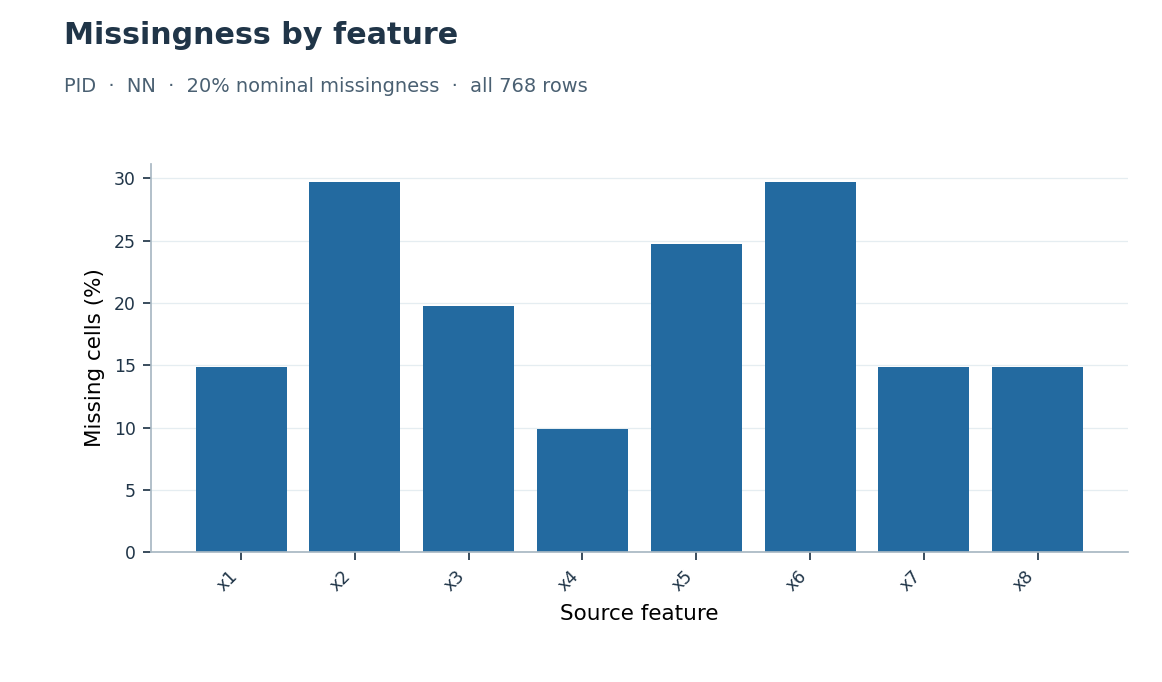 Missingness by feature
PID · NN · 20% nominal missingness · all 768 rows
Missing cells (%)
30
25
20
15
10
5
0
x1 x2 x3 x4 x5 x6 x7 x8
Source feature